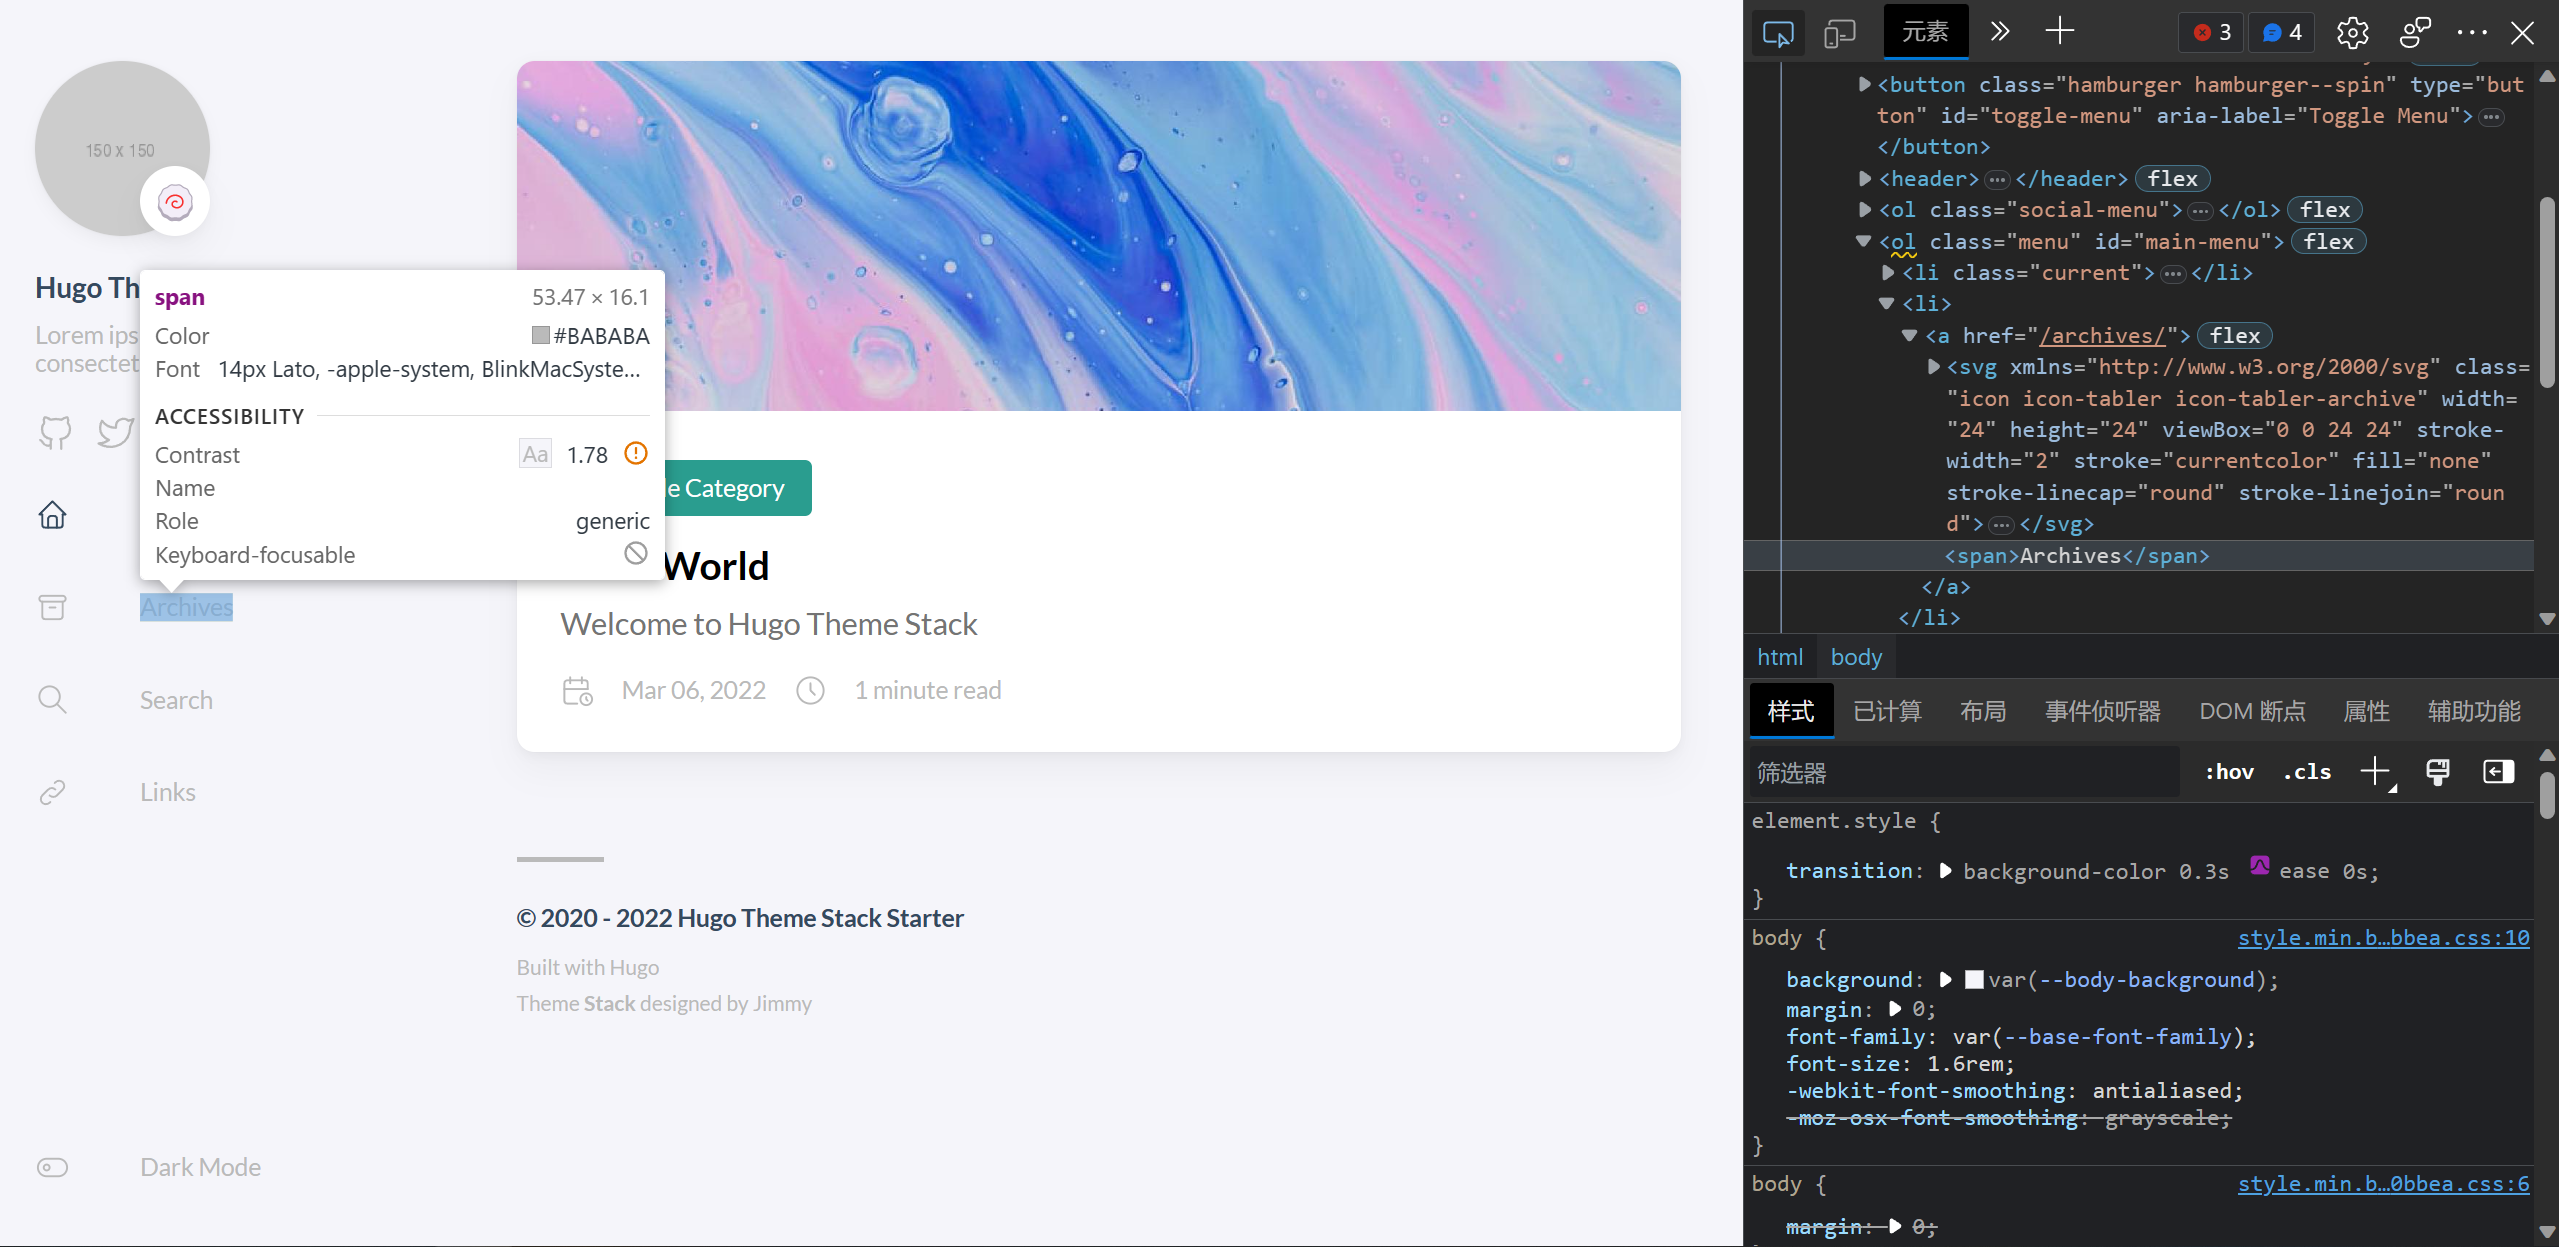 150 x 150
Hugo Th
Lorem ips
consectet
span 53.47 × 16.1
Color #BABABA
Font 14px Lato, -apple-system, BlinkMacSyste...
ACCESSIBILITY
Contrast Aa 1.78
Name
Role generic
Keyboard-focusable
Archives
Search
Links
Dark Mode
le Category
World
Welcome to Hugo Theme Stack
Mar 06, 2022 1 minute read
© 2020 - 2022 Hugo Theme Stack Starter
Built with Hugo
Theme Stack designed by Jimmy
元素 3 4
<button class="hamburger hamburger--spin" type="but
ton" id="toggle-menu" aria-label="Toggle Menu">…
</button>
<header>…</header> flex
<ol class="social-menu">…</ol> flex
<ol class="menu" id="main-menu"> flex
<li class="current">…</li>
<li>
<a href="/archives/"> flex
<svg xmlns="http://www.w3.org/2000/svg" class=
"icon icon-tabler icon-tabler-archive" width=
"24" height="24" viewBox="0 0 24 24" stroke-
width="2" stroke="currentcolor" fill="none"
stroke-linecap="round" stroke-linejoin="roun
d">…</svg>
<span>Archives</span>
</a>
</li>
html body
样式 已计算 布局 事件侦听器 DOM 断点 属性 辅助功能
筛选器 :hov .cls
element.style {
transition: background-color 0.3s ease 0s;
}
body { style.min.b…bbea.css:10
background: var(--body-background);
margin: 0;
font-family: var(--base-font-family);
font-size: 1.6rem;
-webkit-font-smoothing: antialiased;
-moz-osx-font-smoothing: grayscale;
}
body { style.min.b…0bbea.css:6
margin: 0;